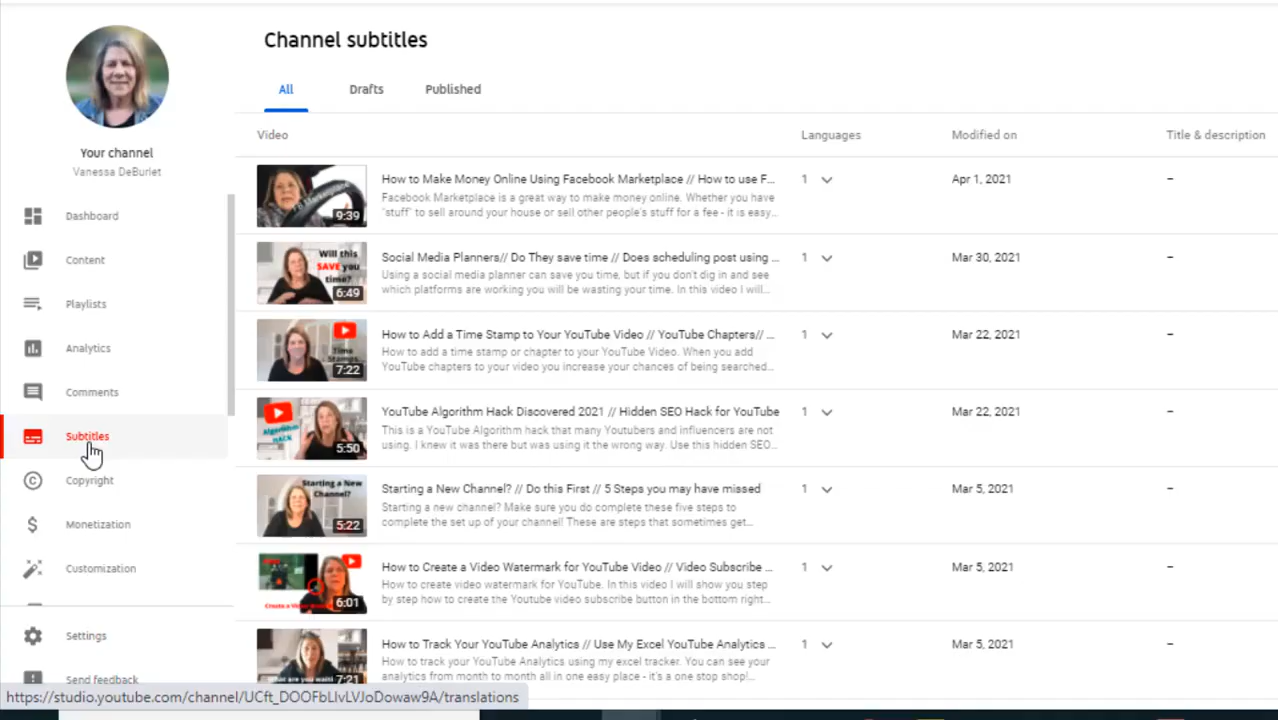 Channel subtitles
All Drafts Published
Your channel
Vanessa DeBurlet
Dashboard
Content
Playlists
Analytics
Comments
Subtitles
Copyright
Monetization
Customization
Settings
Send feedback
Video Languages Modified on Title & description
FB Marketplace
9:39
How to Make Money Online Using Facebook Marketplace // How to use F...
Facebook Marketplace is a great way to make money online. Whether you have
"stuff" to sell around your house or sell other people's stuff for a fee - it is easy...
1 Apr 1, 2021 –
Will this
SAVE you
time?
6:49
Social Media Planners// Do They save time // Does scheduling post using ...
Using a social media planner can save you time, but if you don't dig in and see
which platforms are working you will be wasting your time. In this video I will...
1 Mar 30, 2021 –
Time
Stamps
7:22
How to Add a Time Stamp to Your YouTube Video // YouTube Chapters// ...
How to add a time stamp or chapter to your YouTube Video. When you add
YouTube chapters to your video you increase your chances of being searched...
1 Mar 22, 2021 –
Algorithm
HACK
5:50
YouTube Algorithm Hack Discovered 2021 // Hidden SEO Hack for YouTube
This is a YouTube Algorithm hack that many Youtubers and influencers are not
using. I knew it was there but was using it the wrong way. Use this hidden SEO...
1 Mar 22, 2021 –
Starting a New
Channel?
5:22
Starting a New Channel? // Do this First // 5 Steps you may have missed
Starting a new channel? Make sure you do complete these five steps to
complete the set up of your channel! These are steps that sometimes get...
1 Mar 5, 2021 –
6:01
How to Create a Video Watermark for YouTube Video // Video Subscribe ...
How to create video watermark for YouTube. In this video I will show you step
by step how to create the Youtube video subscribe button in the bottom right...
1 Mar 5, 2021 –
What are you waiti
7:21
How to Track Your YouTube Analytics // Use My Excel YouTube Analytics ...
How to track your YouTube Analytics using my excel tracker. You can see your
analytics from month to month all in one easy place - it's a one stop shop!...
1 Mar 5, 2021 –